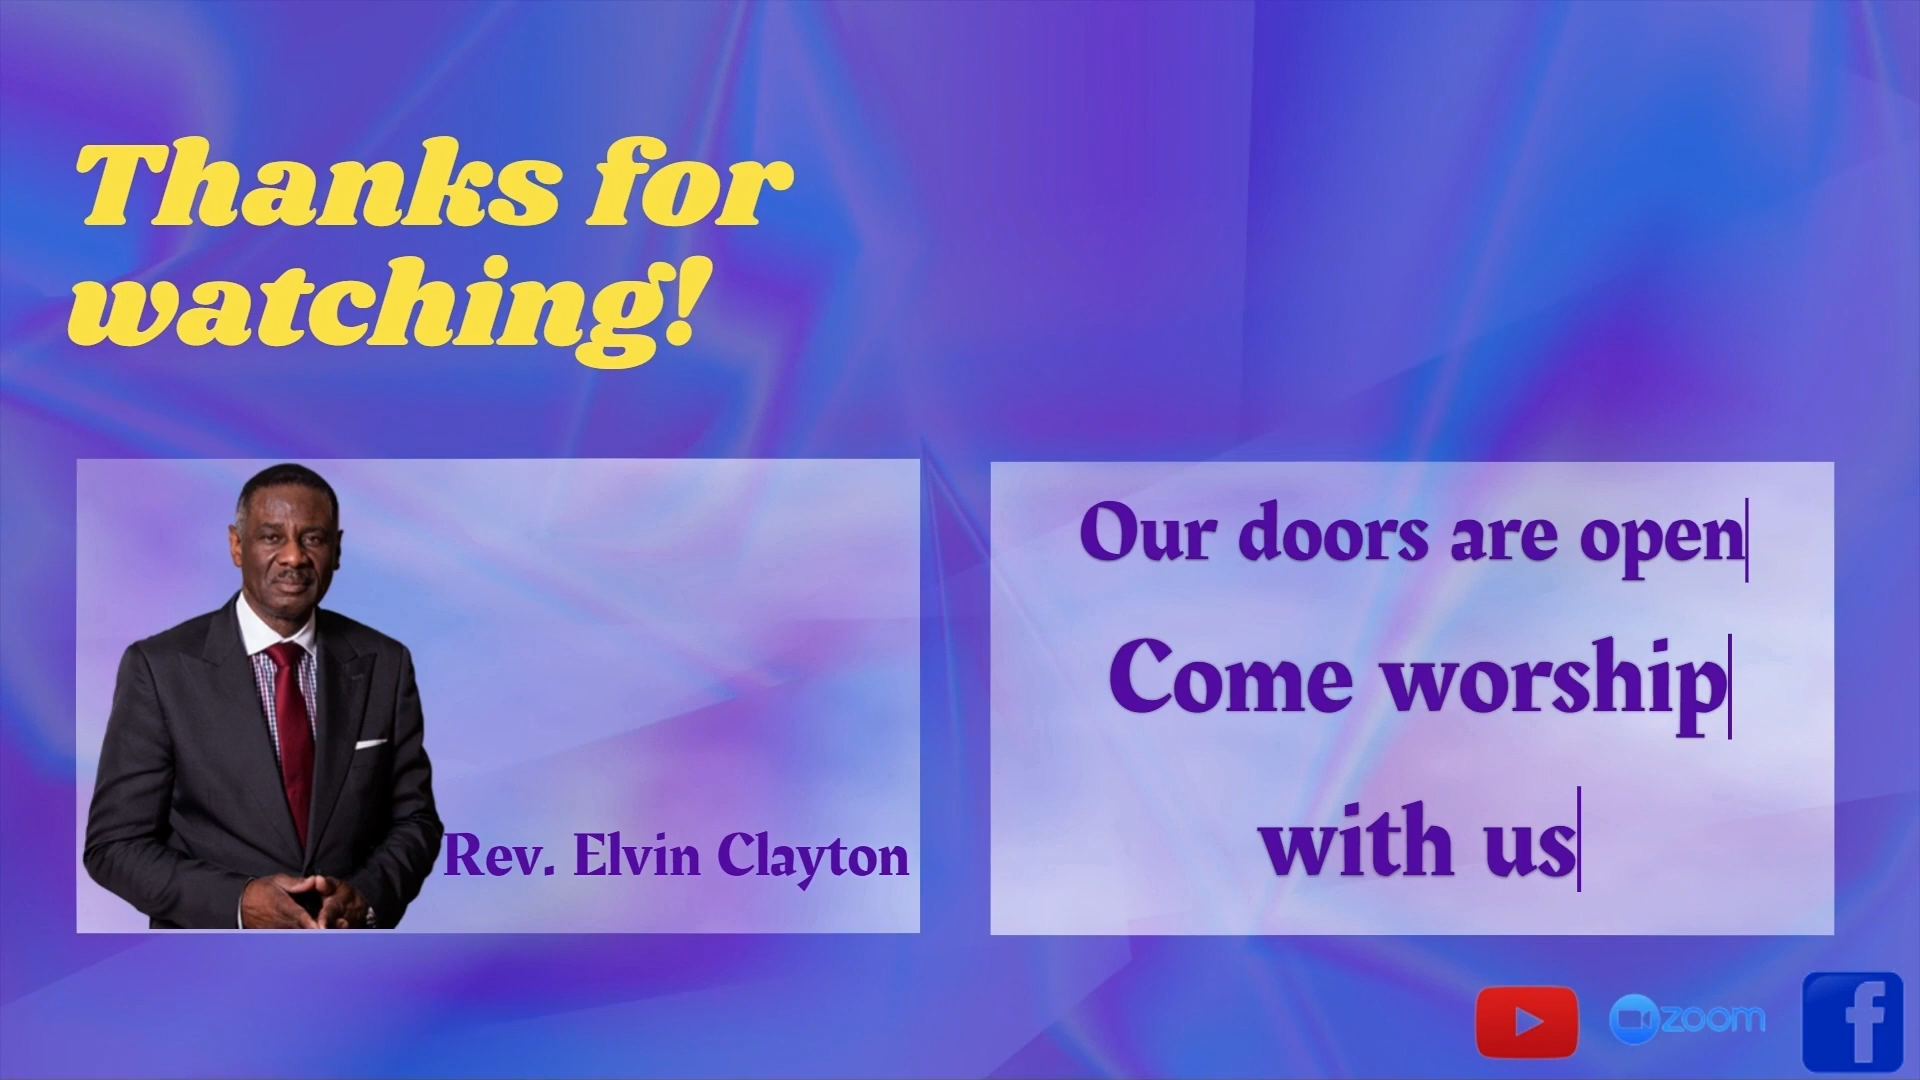 Thanks for
watching!
Rev. Elvin Clayton
Our doors are open
Come worship
with us
zoom
f